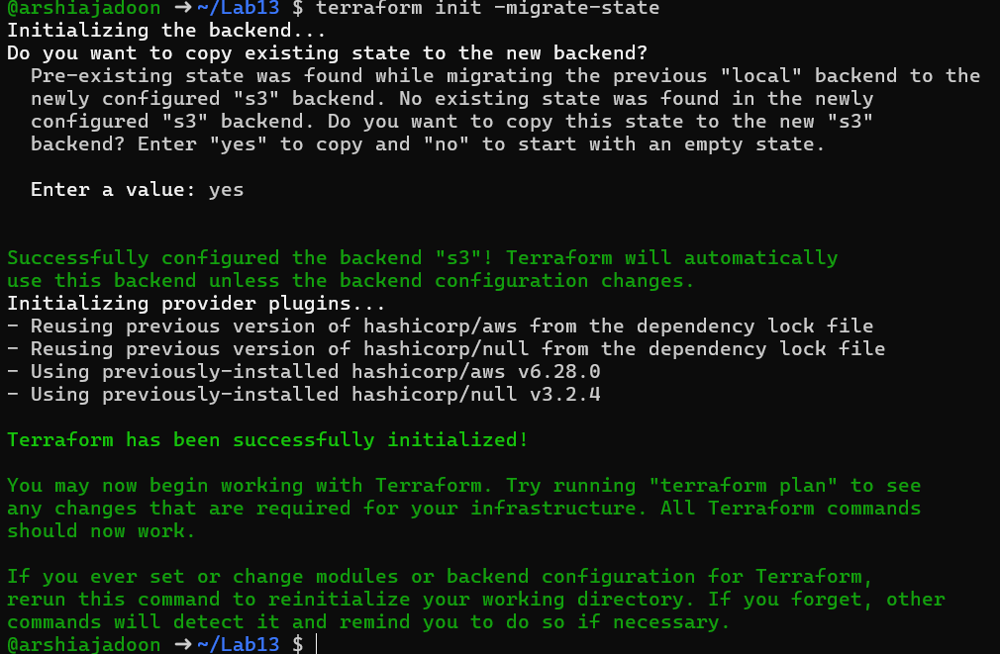 @arshiajadoon → ~/Lab13 $ terraform init -migrate-state
Initializing the backend...
Do you want to copy existing state to the new backend?
  Pre-existing state was found while migrating the previous "local" backend to the
  newly configured "s3" backend. No existing state was found in the newly
  configured "s3" backend. Do you want to copy this state to the new "s3"
  backend? Enter "yes" to copy and "no" to start with an empty state.

  Enter a value: yes


Successfully configured the backend "s3"! Terraform will automatically
use this backend unless the backend configuration changes.
Initializing provider plugins...
- Reusing previous version of hashicorp/aws from the dependency lock file
- Reusing previous version of hashicorp/null from the dependency lock file
- Using previously-installed hashicorp/aws v6.28.0
- Using previously-installed hashicorp/null v3.2.4

Terraform has been successfully initialized!

You may now begin working with Terraform. Try running "terraform plan" to see
any changes that are required for your infrastructure. All Terraform commands
should now work.

If you ever set or change modules or backend configuration for Terraform,
rerun this command to reinitialize your working directory. If you forget, other
commands will detect it and remind you to do so if necessary.
@arshiajadoon → ~/Lab13 $